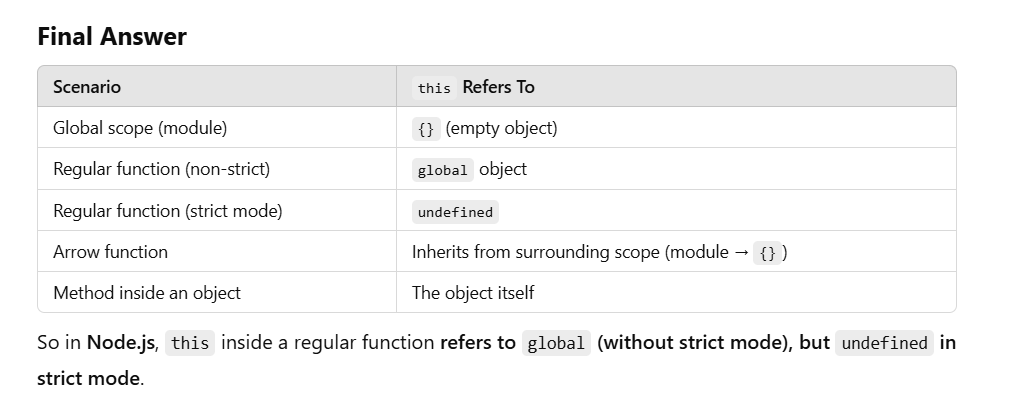 Final Answer
Scenario this Refers To
Global scope (module) {} (empty object)
Regular function (non-strict) global object
Regular function (strict mode) undefined
Arrow function Inherits from surrounding scope (module → {})
Method inside an object The object itself
So in Node.js, this inside a regular function refers to global (without strict mode), but undefined in
strict mode.